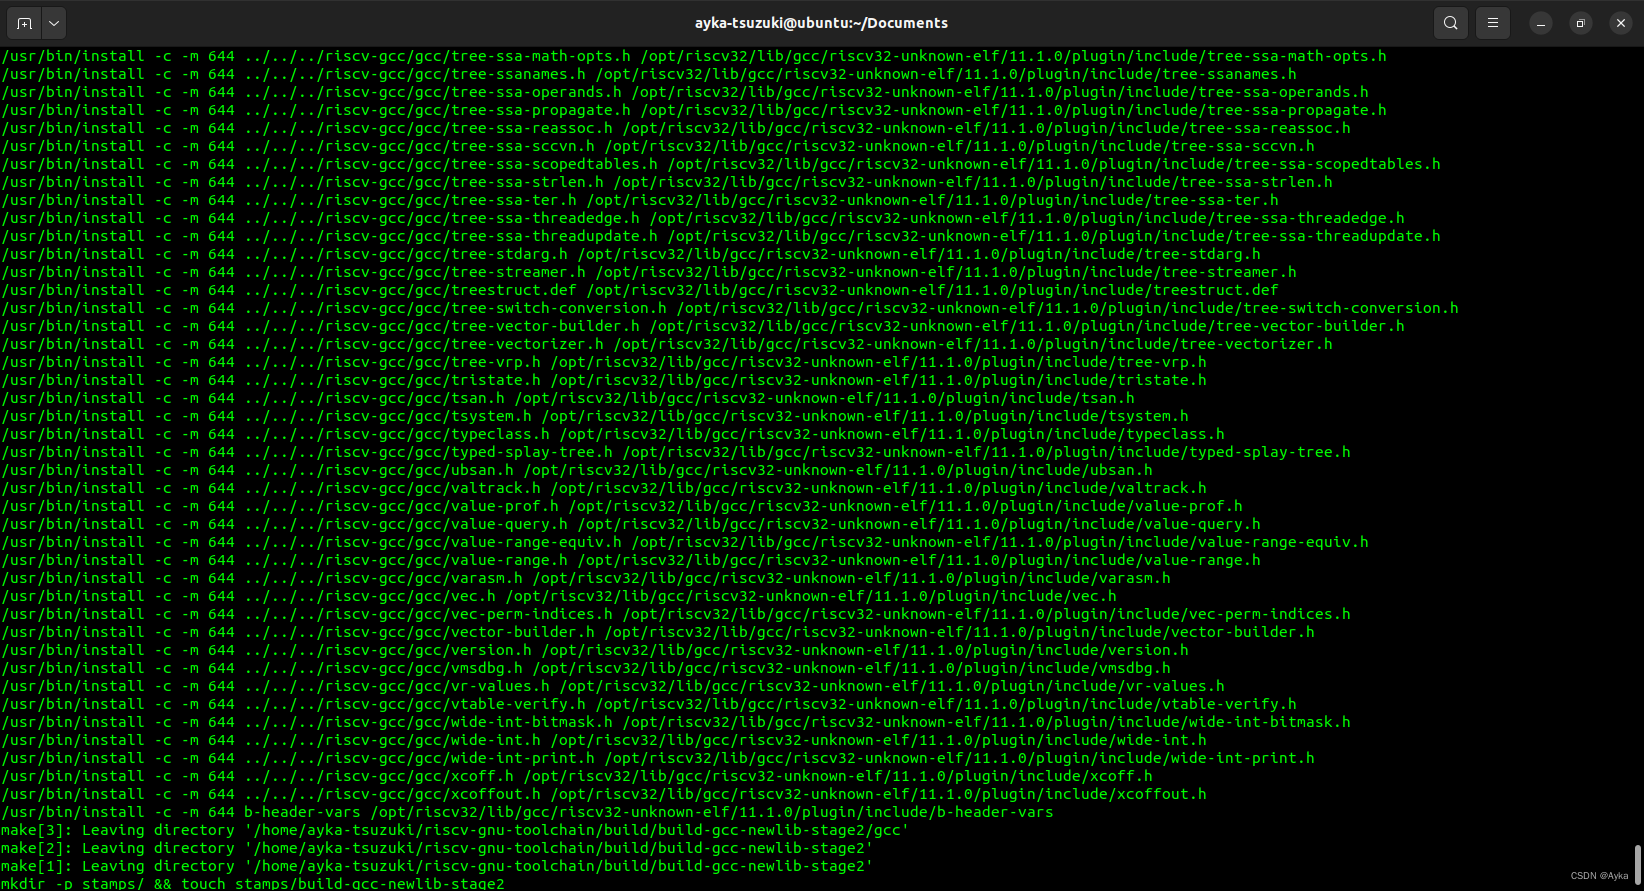 ayka-tsuzuki@ubuntu:~/Documents
/usr/bin/install -c -m 644 ../../../riscv-gcc/gcc/tree-ssa-math-opts.h /opt/riscv32/lib/gcc/riscv32-unknown-elf/11.1.0/plugin/include/tree-ssa-math-opts.h
/usr/bin/install -c -m 644 ../../../riscv-gcc/gcc/tree-ssanames.h /opt/riscv32/lib/gcc/riscv32-unknown-elf/11.1.0/plugin/include/tree-ssanames.h
/usr/bin/install -c -m 644 ../../../riscv-gcc/gcc/tree-ssa-operands.h /opt/riscv32/lib/gcc/riscv32-unknown-elf/11.1.0/plugin/include/tree-ssa-operands.h
/usr/bin/install -c -m 644 ../../../riscv-gcc/gcc/tree-ssa-propagate.h /opt/riscv32/lib/gcc/riscv32-unknown-elf/11.1.0/plugin/include/tree-ssa-propagate.h
/usr/bin/install -c -m 644 ../../../riscv-gcc/gcc/tree-ssa-reassoc.h /opt/riscv32/lib/gcc/riscv32-unknown-elf/11.1.0/plugin/include/tree-ssa-reassoc.h
/usr/bin/install -c -m 644 ../../../riscv-gcc/gcc/tree-ssa-sccvn.h /opt/riscv32/lib/gcc/riscv32-unknown-elf/11.1.0/plugin/include/tree-ssa-sccvn.h
/usr/bin/install -c -m 644 ../../../riscv-gcc/gcc/tree-ssa-scopedtables.h /opt/riscv32/lib/gcc/riscv32-unknown-elf/11.1.0/plugin/include/tree-ssa-scopedtables.h
/usr/bin/install -c -m 644 ../../../riscv-gcc/gcc/tree-ssa-strlen.h /opt/riscv32/lib/gcc/riscv32-unknown-elf/11.1.0/plugin/include/tree-ssa-strlen.h
/usr/bin/install -c -m 644 ../../../riscv-gcc/gcc/tree-ssa-ter.h /opt/riscv32/lib/gcc/riscv32-unknown-elf/11.1.0/plugin/include/tree-ssa-ter.h
/usr/bin/install -c -m 644 ../../../riscv-gcc/gcc/tree-ssa-threadedge.h /opt/riscv32/lib/gcc/riscv32-unknown-elf/11.1.0/plugin/include/tree-ssa-threadedge.h
/usr/bin/install -c -m 644 ../../../riscv-gcc/gcc/tree-ssa-threadupdate.h /opt/riscv32/lib/gcc/riscv32-unknown-elf/11.1.0/plugin/include/tree-ssa-threadupdate.h
/usr/bin/install -c -m 644 ../../../riscv-gcc/gcc/tree-stdarg.h /opt/riscv32/lib/gcc/riscv32-unknown-elf/11.1.0/plugin/include/tree-stdarg.h
/usr/bin/install -c -m 644 ../../../riscv-gcc/gcc/tree-streamer.h /opt/riscv32/lib/gcc/riscv32-unknown-elf/11.1.0/plugin/include/tree-streamer.h
/usr/bin/install -c -m 644 ../../../riscv-gcc/gcc/treestruct.def /opt/riscv32/lib/gcc/riscv32-unknown-elf/11.1.0/plugin/include/treestruct.def
/usr/bin/install -c -m 644 ../../../riscv-gcc/gcc/tree-switch-conversion.h /opt/riscv32/lib/gcc/riscv32-unknown-elf/11.1.0/plugin/include/tree-switch-conversion.h
/usr/bin/install -c -m 644 ../../../riscv-gcc/gcc/tree-vector-builder.h /opt/riscv32/lib/gcc/riscv32-unknown-elf/11.1.0/plugin/include/tree-vector-builder.h
/usr/bin/install -c -m 644 ../../../riscv-gcc/gcc/tree-vectorizer.h /opt/riscv32/lib/gcc/riscv32-unknown-elf/11.1.0/plugin/include/tree-vectorizer.h
/usr/bin/install -c -m 644 ../../../riscv-gcc/gcc/tree-vrp.h /opt/riscv32/lib/gcc/riscv32-unknown-elf/11.1.0/plugin/include/tree-vrp.h
/usr/bin/install -c -m 644 ../../../riscv-gcc/gcc/tristate.h /opt/riscv32/lib/gcc/riscv32-unknown-elf/11.1.0/plugin/include/tristate.h
/usr/bin/install -c -m 644 ../../../riscv-gcc/gcc/tsan.h /opt/riscv32/lib/gcc/riscv32-unknown-elf/11.1.0/plugin/include/tsan.h
/usr/bin/install -c -m 644 ../../../riscv-gcc/gcc/tsystem.h /opt/riscv32/lib/gcc/riscv32-unknown-elf/11.1.0/plugin/include/tsystem.h
/usr/bin/install -c -m 644 ../../../riscv-gcc/gcc/typeclass.h /opt/riscv32/lib/gcc/riscv32-unknown-elf/11.1.0/plugin/include/typeclass.h
/usr/bin/install -c -m 644 ../../../riscv-gcc/gcc/typed-splay-tree.h /opt/riscv32/lib/gcc/riscv32-unknown-elf/11.1.0/plugin/include/typed-splay-tree.h
/usr/bin/install -c -m 644 ../../../riscv-gcc/gcc/ubsan.h /opt/riscv32/lib/gcc/riscv32-unknown-elf/11.1.0/plugin/include/ubsan.h
/usr/bin/install -c -m 644 ../../../riscv-gcc/gcc/valtrack.h /opt/riscv32/lib/gcc/riscv32-unknown-elf/11.1.0/plugin/include/valtrack.h
/usr/bin/install -c -m 644 ../../../riscv-gcc/gcc/value-prof.h /opt/riscv32/lib/gcc/riscv32-unknown-elf/11.1.0/plugin/include/value-prof.h
/usr/bin/install -c -m 644 ../../../riscv-gcc/gcc/value-query.h /opt/riscv32/lib/gcc/riscv32-unknown-elf/11.1.0/plugin/include/value-query.h
/usr/bin/install -c -m 644 ../../../riscv-gcc/gcc/value-range-equiv.h /opt/riscv32/lib/gcc/riscv32-unknown-elf/11.1.0/plugin/include/value-range-equiv.h
/usr/bin/install -c -m 644 ../../../riscv-gcc/gcc/value-range.h /opt/riscv32/lib/gcc/riscv32-unknown-elf/11.1.0/plugin/include/value-range.h
/usr/bin/install -c -m 644 ../../../riscv-gcc/gcc/varasm.h /opt/riscv32/lib/gcc/riscv32-unknown-elf/11.1.0/plugin/include/varasm.h
/usr/bin/install -c -m 644 ../../../riscv-gcc/gcc/vec.h /opt/riscv32/lib/gcc/riscv32-unknown-elf/11.1.0/plugin/include/vec.h
/usr/bin/install -c -m 644 ../../../riscv-gcc/gcc/vec-perm-indices.h /opt/riscv32/lib/gcc/riscv32-unknown-elf/11.1.0/plugin/include/vec-perm-indices.h
/usr/bin/install -c -m 644 ../../../riscv-gcc/gcc/vector-builder.h /opt/riscv32/lib/gcc/riscv32-unknown-elf/11.1.0/plugin/include/vector-builder.h
/usr/bin/install -c -m 644 ../../../riscv-gcc/gcc/version.h /opt/riscv32/lib/gcc/riscv32-unknown-elf/11.1.0/plugin/include/version.h
/usr/bin/install -c -m 644 ../../../riscv-gcc/gcc/vmsdbg.h /opt/riscv32/lib/gcc/riscv32-unknown-elf/11.1.0/plugin/include/vmsdbg.h
/usr/bin/install -c -m 644 ../../../riscv-gcc/gcc/vr-values.h /opt/riscv32/lib/gcc/riscv32-unknown-elf/11.1.0/plugin/include/vr-values.h
/usr/bin/install -c -m 644 ../../../riscv-gcc/gcc/vtable-verify.h /opt/riscv32/lib/gcc/riscv32-unknown-elf/11.1.0/plugin/include/vtable-verify.h
/usr/bin/install -c -m 644 ../../../riscv-gcc/gcc/wide-int-bitmask.h /opt/riscv32/lib/gcc/riscv32-unknown-elf/11.1.0/plugin/include/wide-int-bitmask.h
/usr/bin/install -c -m 644 ../../../riscv-gcc/gcc/wide-int.h /opt/riscv32/lib/gcc/riscv32-unknown-elf/11.1.0/plugin/include/wide-int.h
/usr/bin/install -c -m 644 ../../../riscv-gcc/gcc/wide-int-print.h /opt/riscv32/lib/gcc/riscv32-unknown-elf/11.1.0/plugin/include/wide-int-print.h
/usr/bin/install -c -m 644 ../../../riscv-gcc/gcc/xcoff.h /opt/riscv32/lib/gcc/riscv32-unknown-elf/11.1.0/plugin/include/xcoff.h
/usr/bin/install -c -m 644 ../../../riscv-gcc/gcc/xcoffout.h /opt/riscv32/lib/gcc/riscv32-unknown-elf/11.1.0/plugin/include/xcoffout.h
/usr/bin/install -c -m 644 b-header-vars /opt/riscv32/lib/gcc/riscv32-unknown-elf/11.1.0/plugin/include/b-header-vars
make[3]: Leaving directory '/home/ayka-tsuzuki/riscv-gnu-toolchain/build/build-gcc-newlib-stage2/gcc'
make[2]: Leaving directory '/home/ayka-tsuzuki/riscv-gnu-toolchain/build/build-gcc-newlib-stage2'
make[1]: Leaving directory '/home/ayka-tsuzuki/riscv-gnu-toolchain/build/build-gcc-newlib-stage2'
mkdir -p stamps/ && touch stamps/build-gcc-newlib-stage2
CSDN @Ayka